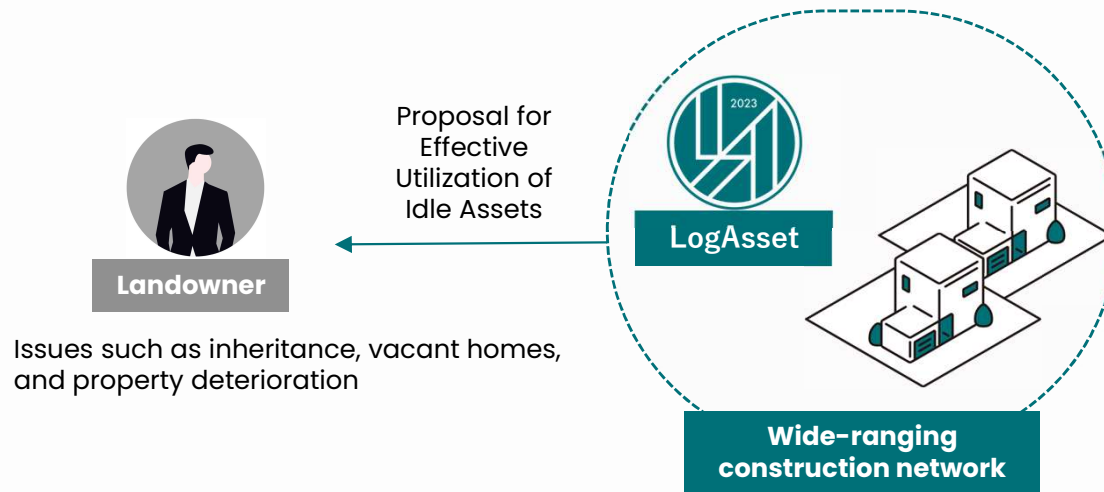 Proposal for
Effective
Utilization of
Idle Assets
2023
LogAsset
Landowner
Issues such as inheritance, vacant homes,
and property deterioration
Wide-ranging
construction network